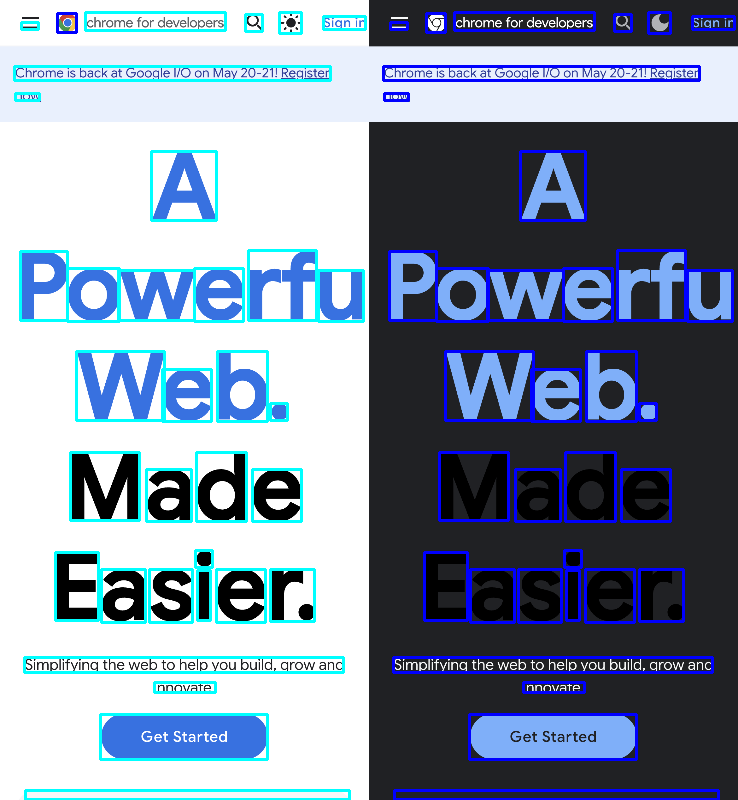 chrome for developers
Sign in
Chrome is back at Google I/O on May 20-21! Register
now
A
Powerfu
Web.
Made
Easier.
Simplifying the web to help you build, grow and
innovate.
Get Started
chrome for developers
Sign in
Chrome is back at Google I/O on May 20-21! Register
now
A
Powerfu
Web.
Made
Easier.
Simplifying the web to help you build, grow and
innovate.
Get Started